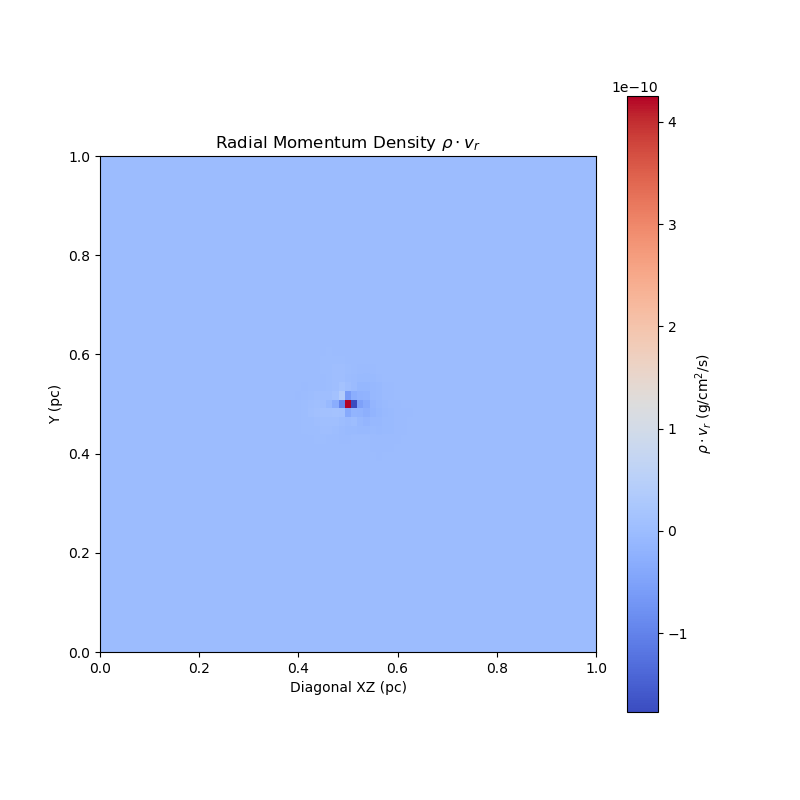 1e−10
Radial Momentum Density ρ · v_r
1.0
0.8
0.6
0.4
0.2
0.0
Y (pc)
0.0 0.2 0.4 0.6 0.8 1.0
Diagonal XZ (pc)
4
3
2
1
0
−1
ρ · v_r (g/cm²/s)